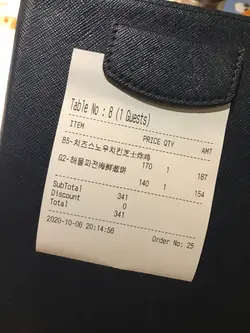 Table No : 8 (1 Guests)
ITEM PRICE QTY AMT
B5-치즈스노우치킨芝士炸鸡
170 1 187
G2-해물파전海鲜葱饼
140 1 154
SubTotal 341
Discount 0
Total 341
2020-10-06 20:14:56 Order No: 25